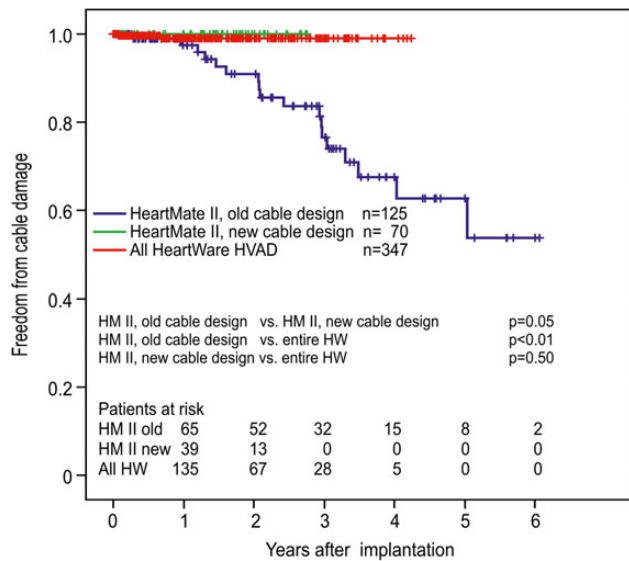 Freedom from cable damage
1.0
0.8
0.6
0.4
0.2
0
HeartMate II, old cable design n=125
HeartMate II, new cable design n= 70
All HeartWare HVAD n=347
HM II, old cable design vs. HM II, new cable design p=0.05
HM II, old cable design vs. entire HW p<0.01
HM II, new cable design vs. entire HW p=0.50
Patients at risk
HM II old 65 52 32 15 8 2
HM II new 39 13 0 0 0 0
All HW 135 67 28 5 0 0
0 1 2 3 4 5 6
Years after implantation